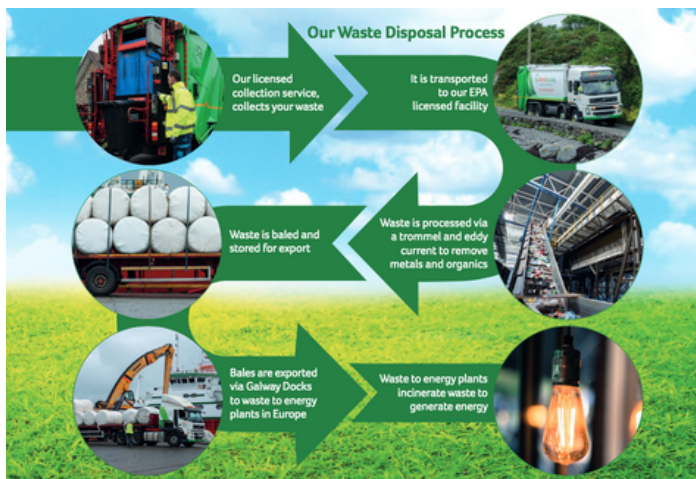 Our Waste Disposal Process
Our licensed
collection service,
collects your waste
It is transported
to our EPA
licensed facility
Waste is processed via
a trommel and eddy
current to remove
metals and organics
Waste is baled and
stored for export
Bales are exported
via Galway Docks
to waste to energy
plants in Europe
Waste to energy plants
incinerate waste to
generate energy